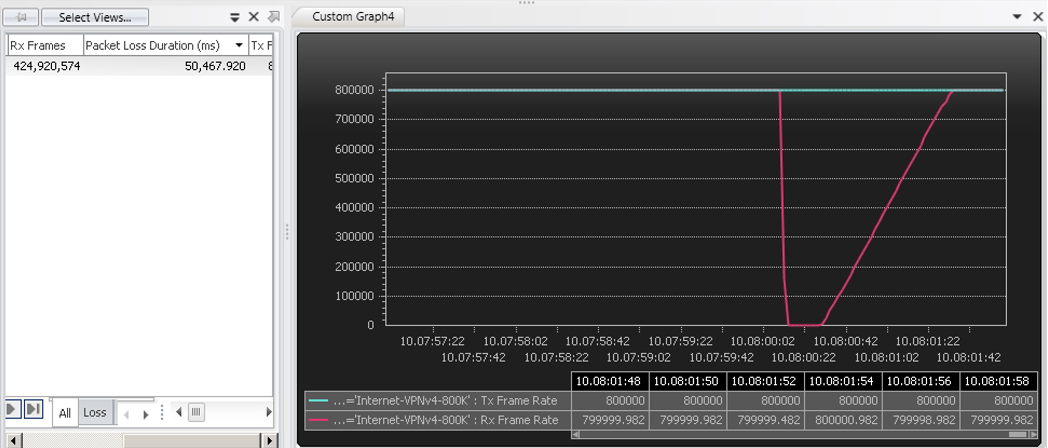 Select Views...
Custom Graph4
Rx Frames Packet Loss Duration (ms) Tx F
424,920,574 50,467.920 8
800000
700000
600000
500000
400000
300000
200000
100000
0
10.07:57:22 10.07:58:02 10.07:58:42 10.07:59:22 10.08:00:02 10.08:00:42 10.08:01:22
10.07:57:42 10.07:58:22 10.07:59:02 10.07:59:42 10.08:00:22 10.08:01:02 10.08:01:42
10.08:01:48 10.08:01:50 10.08:01:52 10.08:01:54 10.08:01:56 10.08:01:58
...='Internet-VPNv4-800K' : Tx Frame Rate 800000 800000 800000 800000 800000 800000
...='Internet-VPNv4-800K' : Rx Frame Rate 799999.982 799999.982 799999.482 800000.982 799998.982 799999.982
All Loss